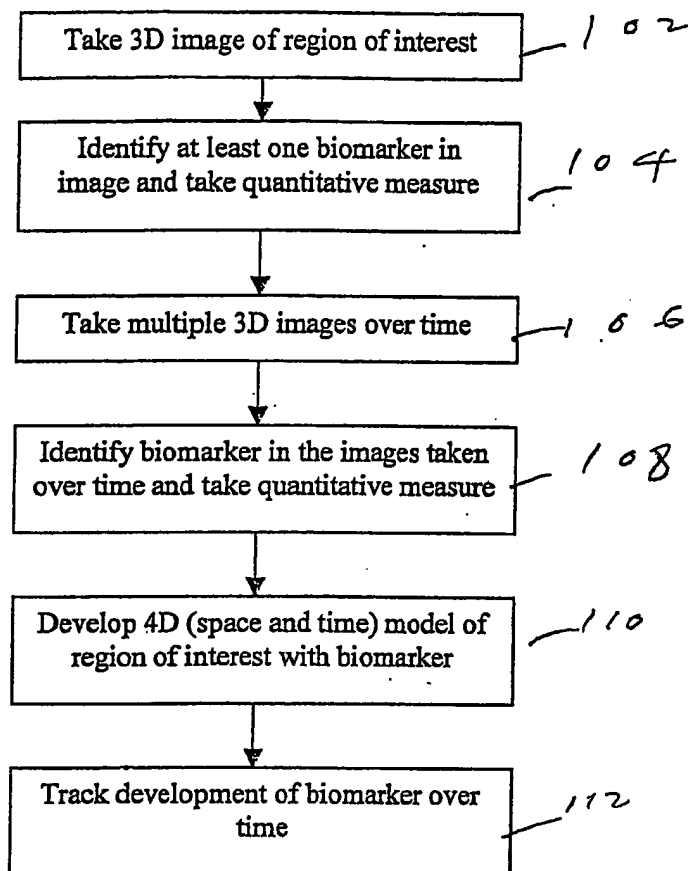 Take 3D image of region of interest
102
Identify at least one biomarker in
image and take quantitative measure
104
Take multiple 3D images over time
106
Identify biomarker in the images taken
over time and take quantitative measure
108
Develop 4D (space and time) model of
region of interest with biomarker
110
Track development of biomarker over
time
112